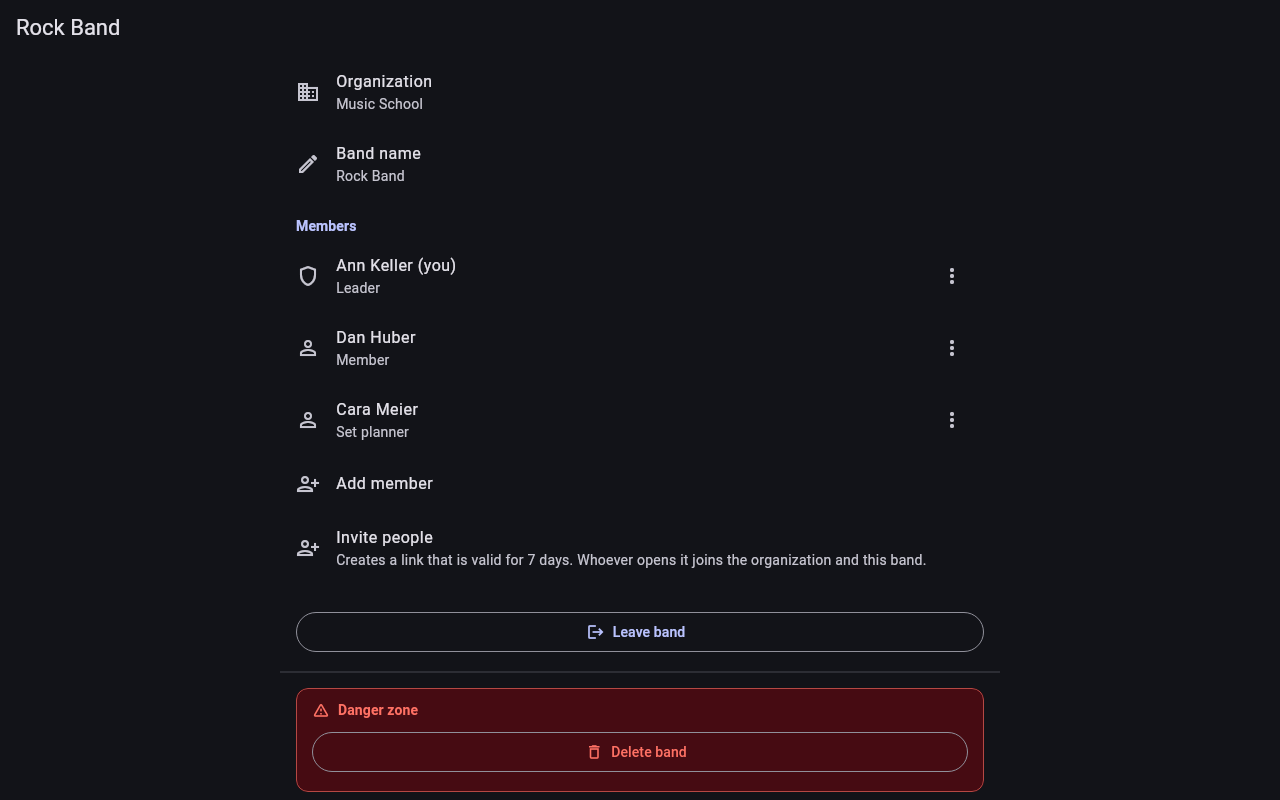 Rock Band
Organization
Music School
Band name
Rock Band
Members
Ann Keller (you)
Leader
Dan Huber
Member
Cara Meier
Set planner
Add member
Invite people
Creates a link that is valid for 7 days. Whoever opens it joins the organization and this band.
Leave band
Danger zone
Delete band